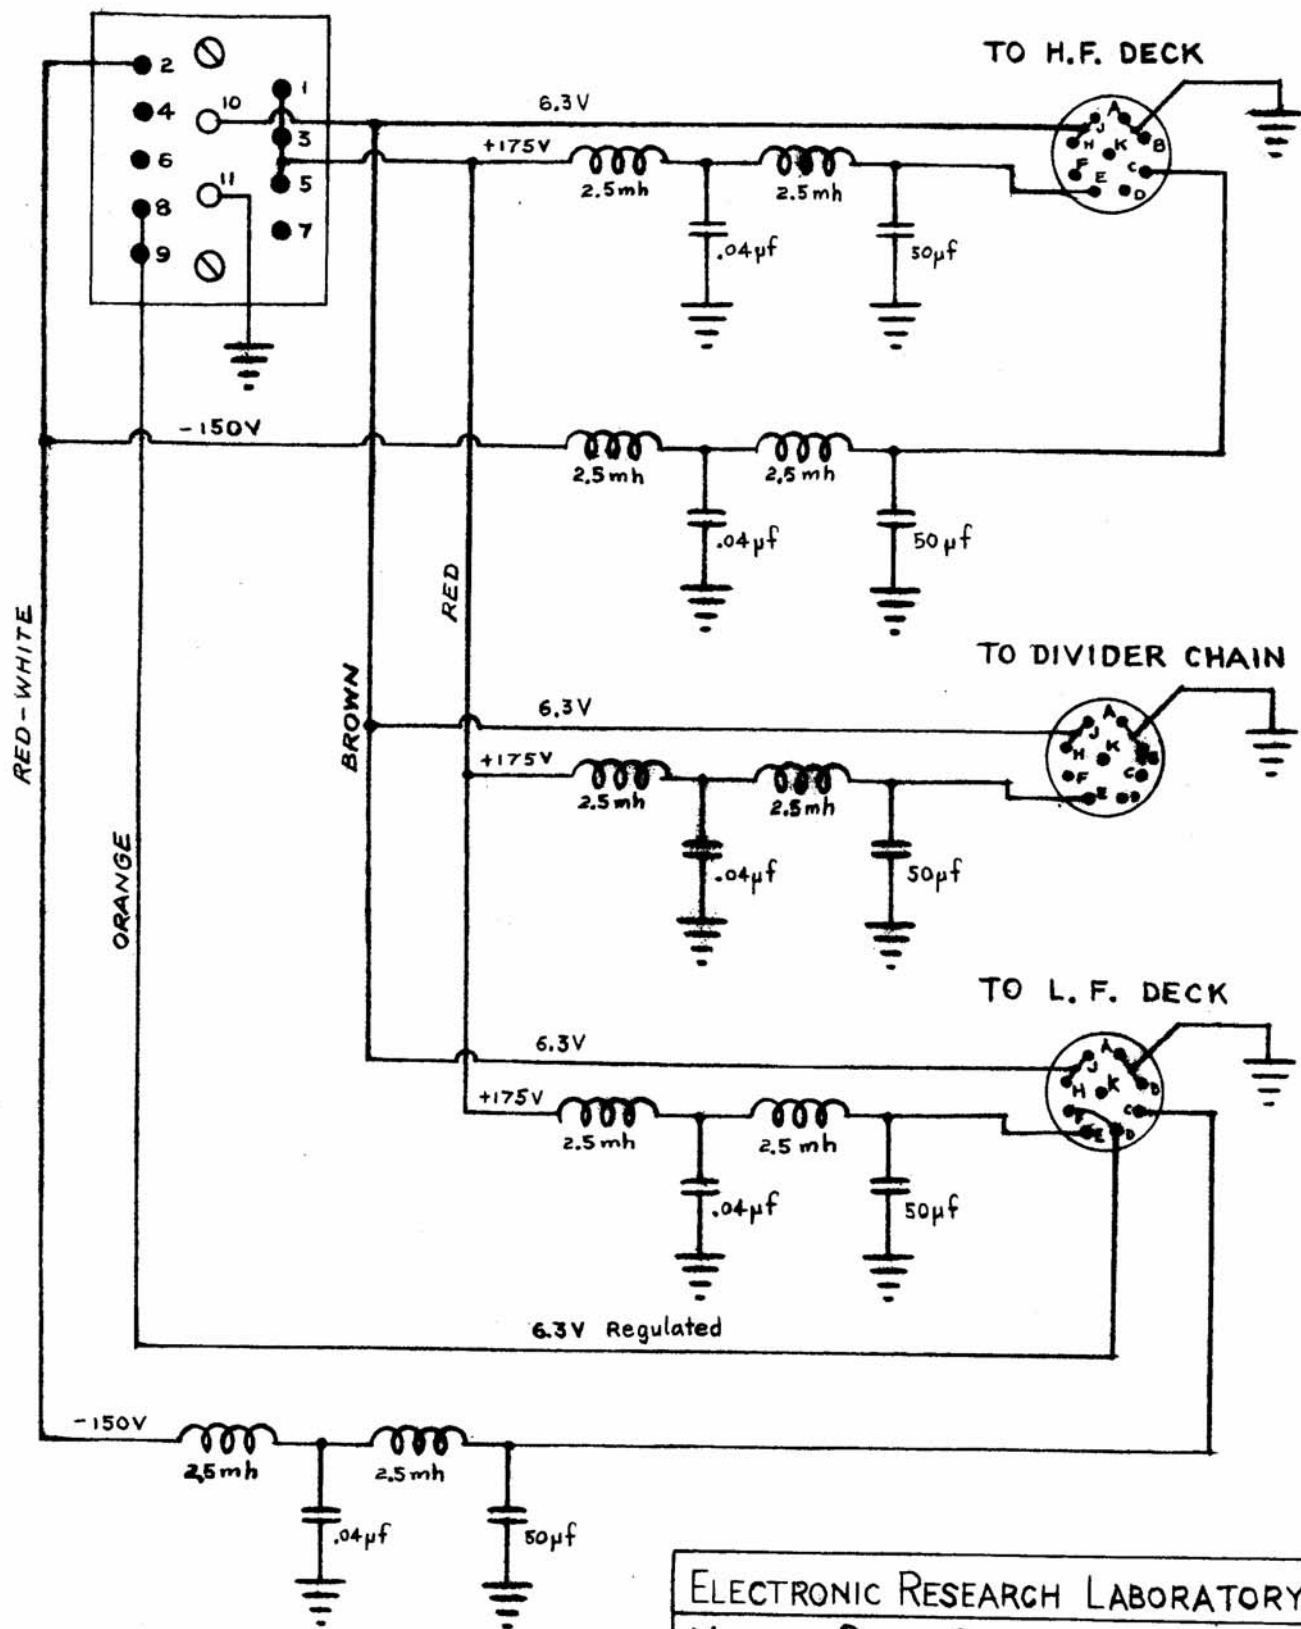 2
4
6
8
9
10
11
1
3
5
7
TO H.F. DECK
6.3V
+175V
2.5mh
2.5mh
.04µf
50µf
A
J
B
H
K
F
C
E
D
-150V
2.5mh
2.5mh
.04µf
50µf
RED-WHITE
ORANGE
BROWN
RED
TO DIVIDER CHAIN
6.3V
+175V
2.5mh
2.5mh
.04µf
50µf
A
J
H
K
F
C
E
TO L. F. DECK
6.3V
+175V
2.5mh
2.5mh
.04µf
50µf
A
J
H
K
B
F
C
E
D
6.3V Regulated
-150V
2.5mh
2.5mh
.04µf
50µf
ELECTRONIC RESEARCH LABORATORY